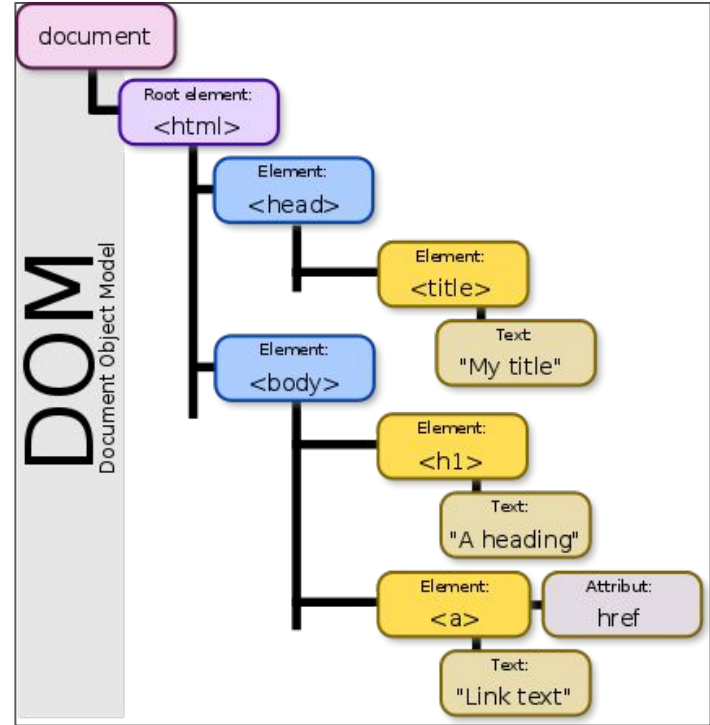 document
Root element:
<html>
Element:
<head>
Element:
<title>
Text
"My title"
Element:
<body>
Element:
<h1>
Text:
"A heading"
Element:
<a>
Attribut:
href
Text:
"Link text"
DOM
Document Object Model